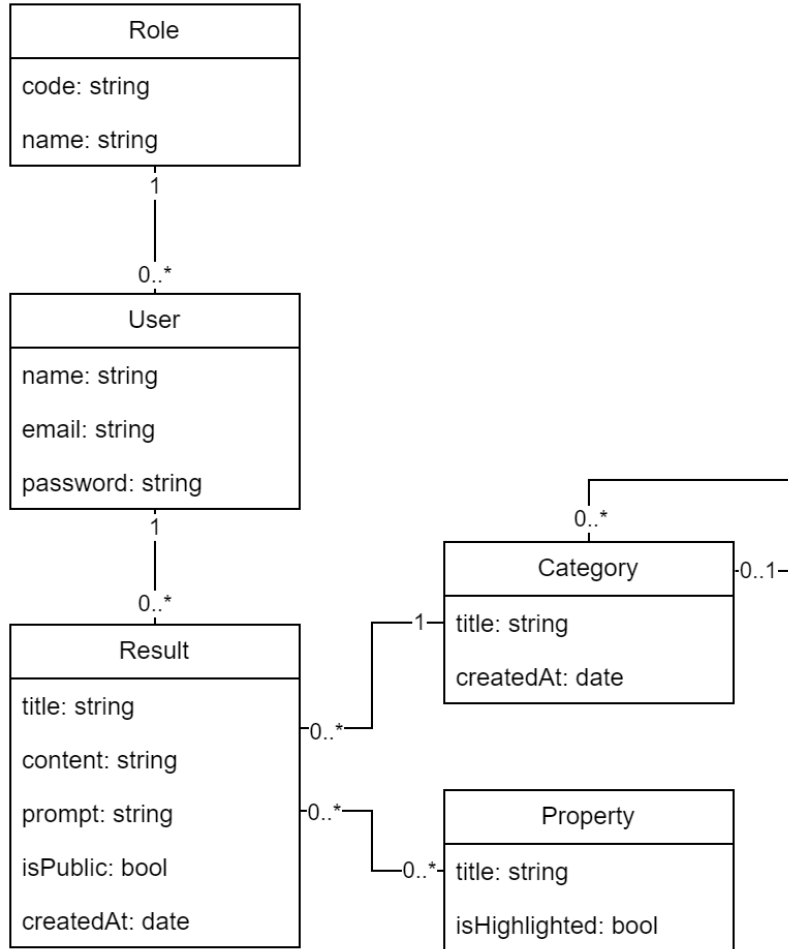 Role
code: string
name: string
1
0..*
User
name: string
email: string
password: string
1
0..*
Result
title: string
content: string
prompt: string
isPublic: bool
createdAt: date
0..*
0..*
0..*
Category
0..1
title: string
createdAt: date
1
0..*
Property
title: string
isHighlighted: bool